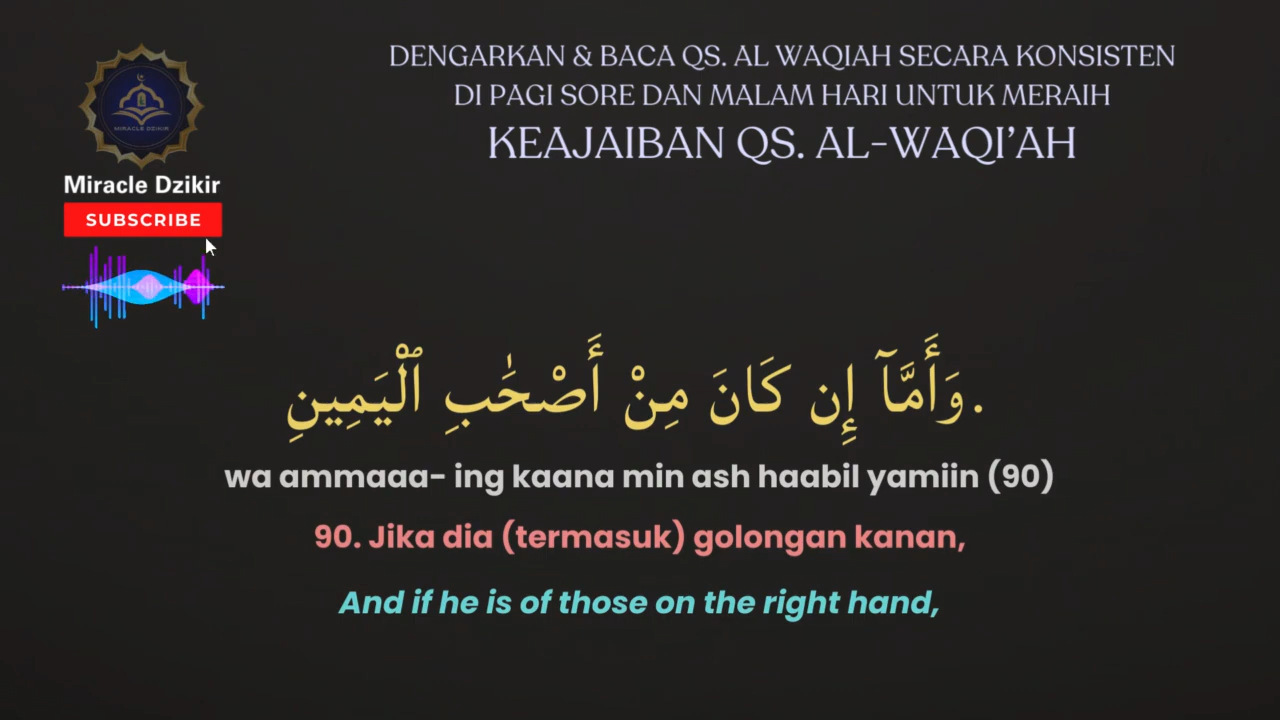 DENGARKAN & BACA QS. AL WAQIAH SECARA KONSISTEN
DI PAGI SORE DAN MALAM HARI UNTUK MERAIH
KEAJAIBAN QS. AL-WAQI’AH
MIRACLE DZIKIR
Miracle Dzikir
SUBSCRIBE
وَأَمَّآ إِن كَانَ مِنْ أَصْحَٰبِ ٱلْيَمِينِ.
wa ammaaa- ing kaana min ash haabil yamiin (90)
90. Jika dia (termasuk) golongan kanan,
And if he is of those on the right hand,